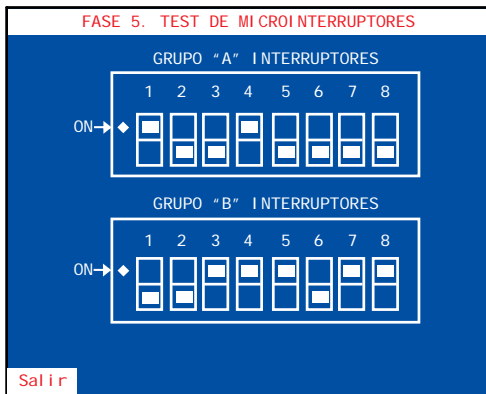 FASE 5. TEST DE MICROINTERRUPTORES
GRUPO “A” INTERRUPTORES
1 2 3 4 5 6 7 8
ON
GRUPO “B” INTERRUPTORES
1 2 3 4 5 6 7 8
ON
Salir